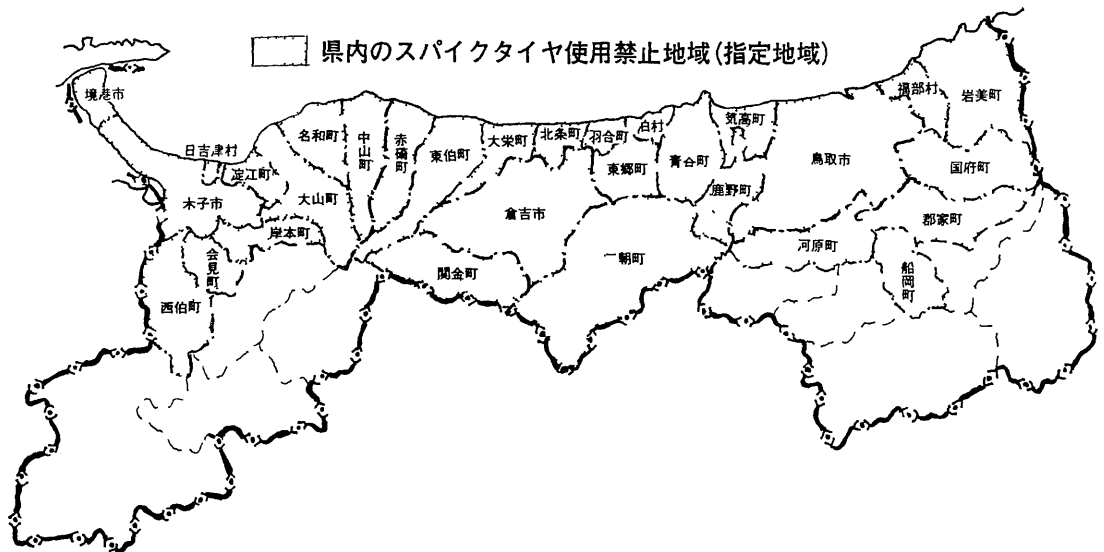 県内のスパイクタイヤ使用禁止地域(指定地域)
境港市
日吉津村
淀江町
木子市
名和町
中山町
赤碕町
大山町
岸本町
会見町
西伯町
東伯町
大栄町
北条町
羽合町
白村
東郷町
倉吉市
関金町
一朝町
青谷町
気高町
鹿野町
鳥取市
福部村
岩美町
国府町
郡家町
河原町
船岡町